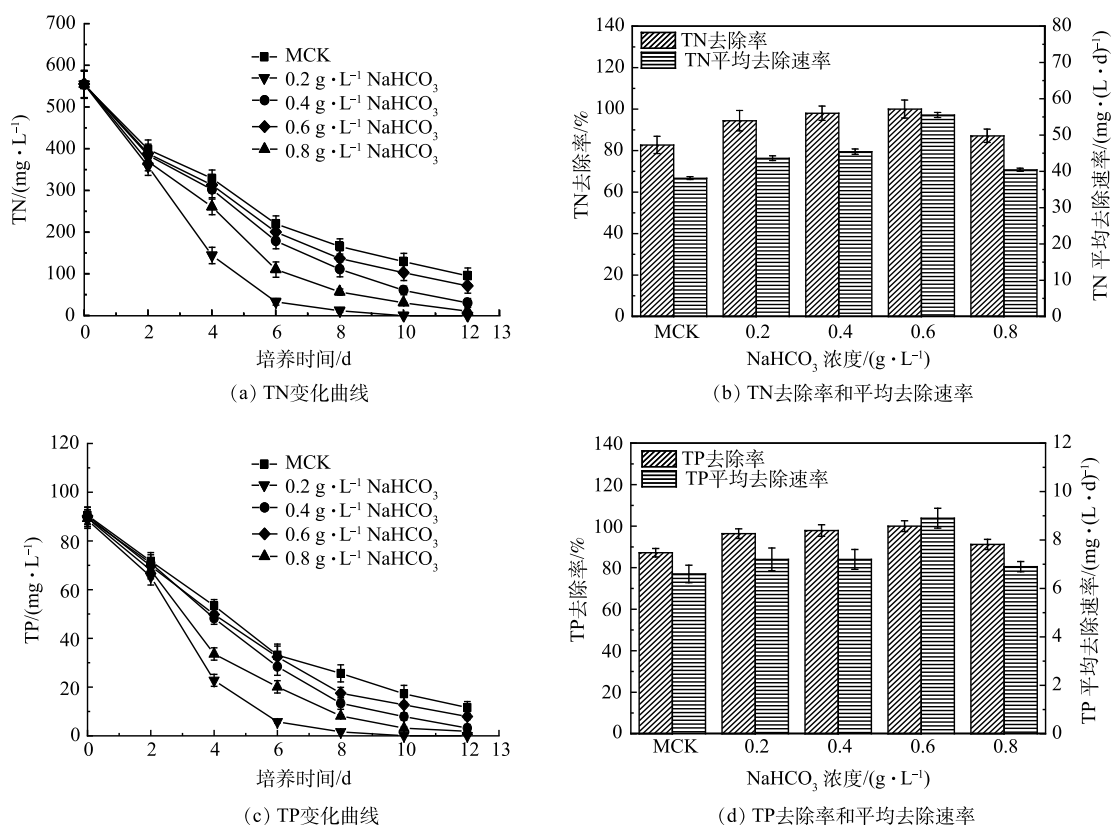 700
600
500
400
300
200
100
0
TN/(mg·L⁻¹)
MCK
0.2 g·L⁻¹ NaHCO₃
0.4 g·L⁻¹ NaHCO₃
0.6 g·L⁻¹ NaHCO₃
0.8 g·L⁻¹ NaHCO₃
0 2 4 6 8 10 12 13
培养时间/d
(a) TN变化曲线
140
120
100
80
60
40
20
0
TN去除率/%
TN去除率
TN平均去除速率
80
70
60
50
40
30
20
10
0
TN 平均去除速率/(mg·(L·d)⁻¹)
MCK 0.2 0.4 0.6 0.8
NaHCO₃ 浓度/(g·L⁻¹)
(b) TN去除率和平均去除速率
120
100
80
60
40
20
0
TP/(mg·L⁻¹)
MCK
0.2 g·L⁻¹ NaHCO₃
0.4 g·L⁻¹ NaHCO₃
0.6 g·L⁻¹ NaHCO₃
0.8 g·L⁻¹ NaHCO₃
0 2 4 6 8 10 12 13
培养时间/d
(c) TP变化曲线
140
120
100
80
60
40
20
0
TP去除率/%
TP去除率
TP平均去除速率
12
10
8
6
4
2
0
TP 平均去除速率/(mg·(L·d)⁻¹)
MCK 0.2 0.4 0.6 0.8
NaHCO₃ 浓度/(g·L⁻¹)
(d) TP去除率和平均去除速率